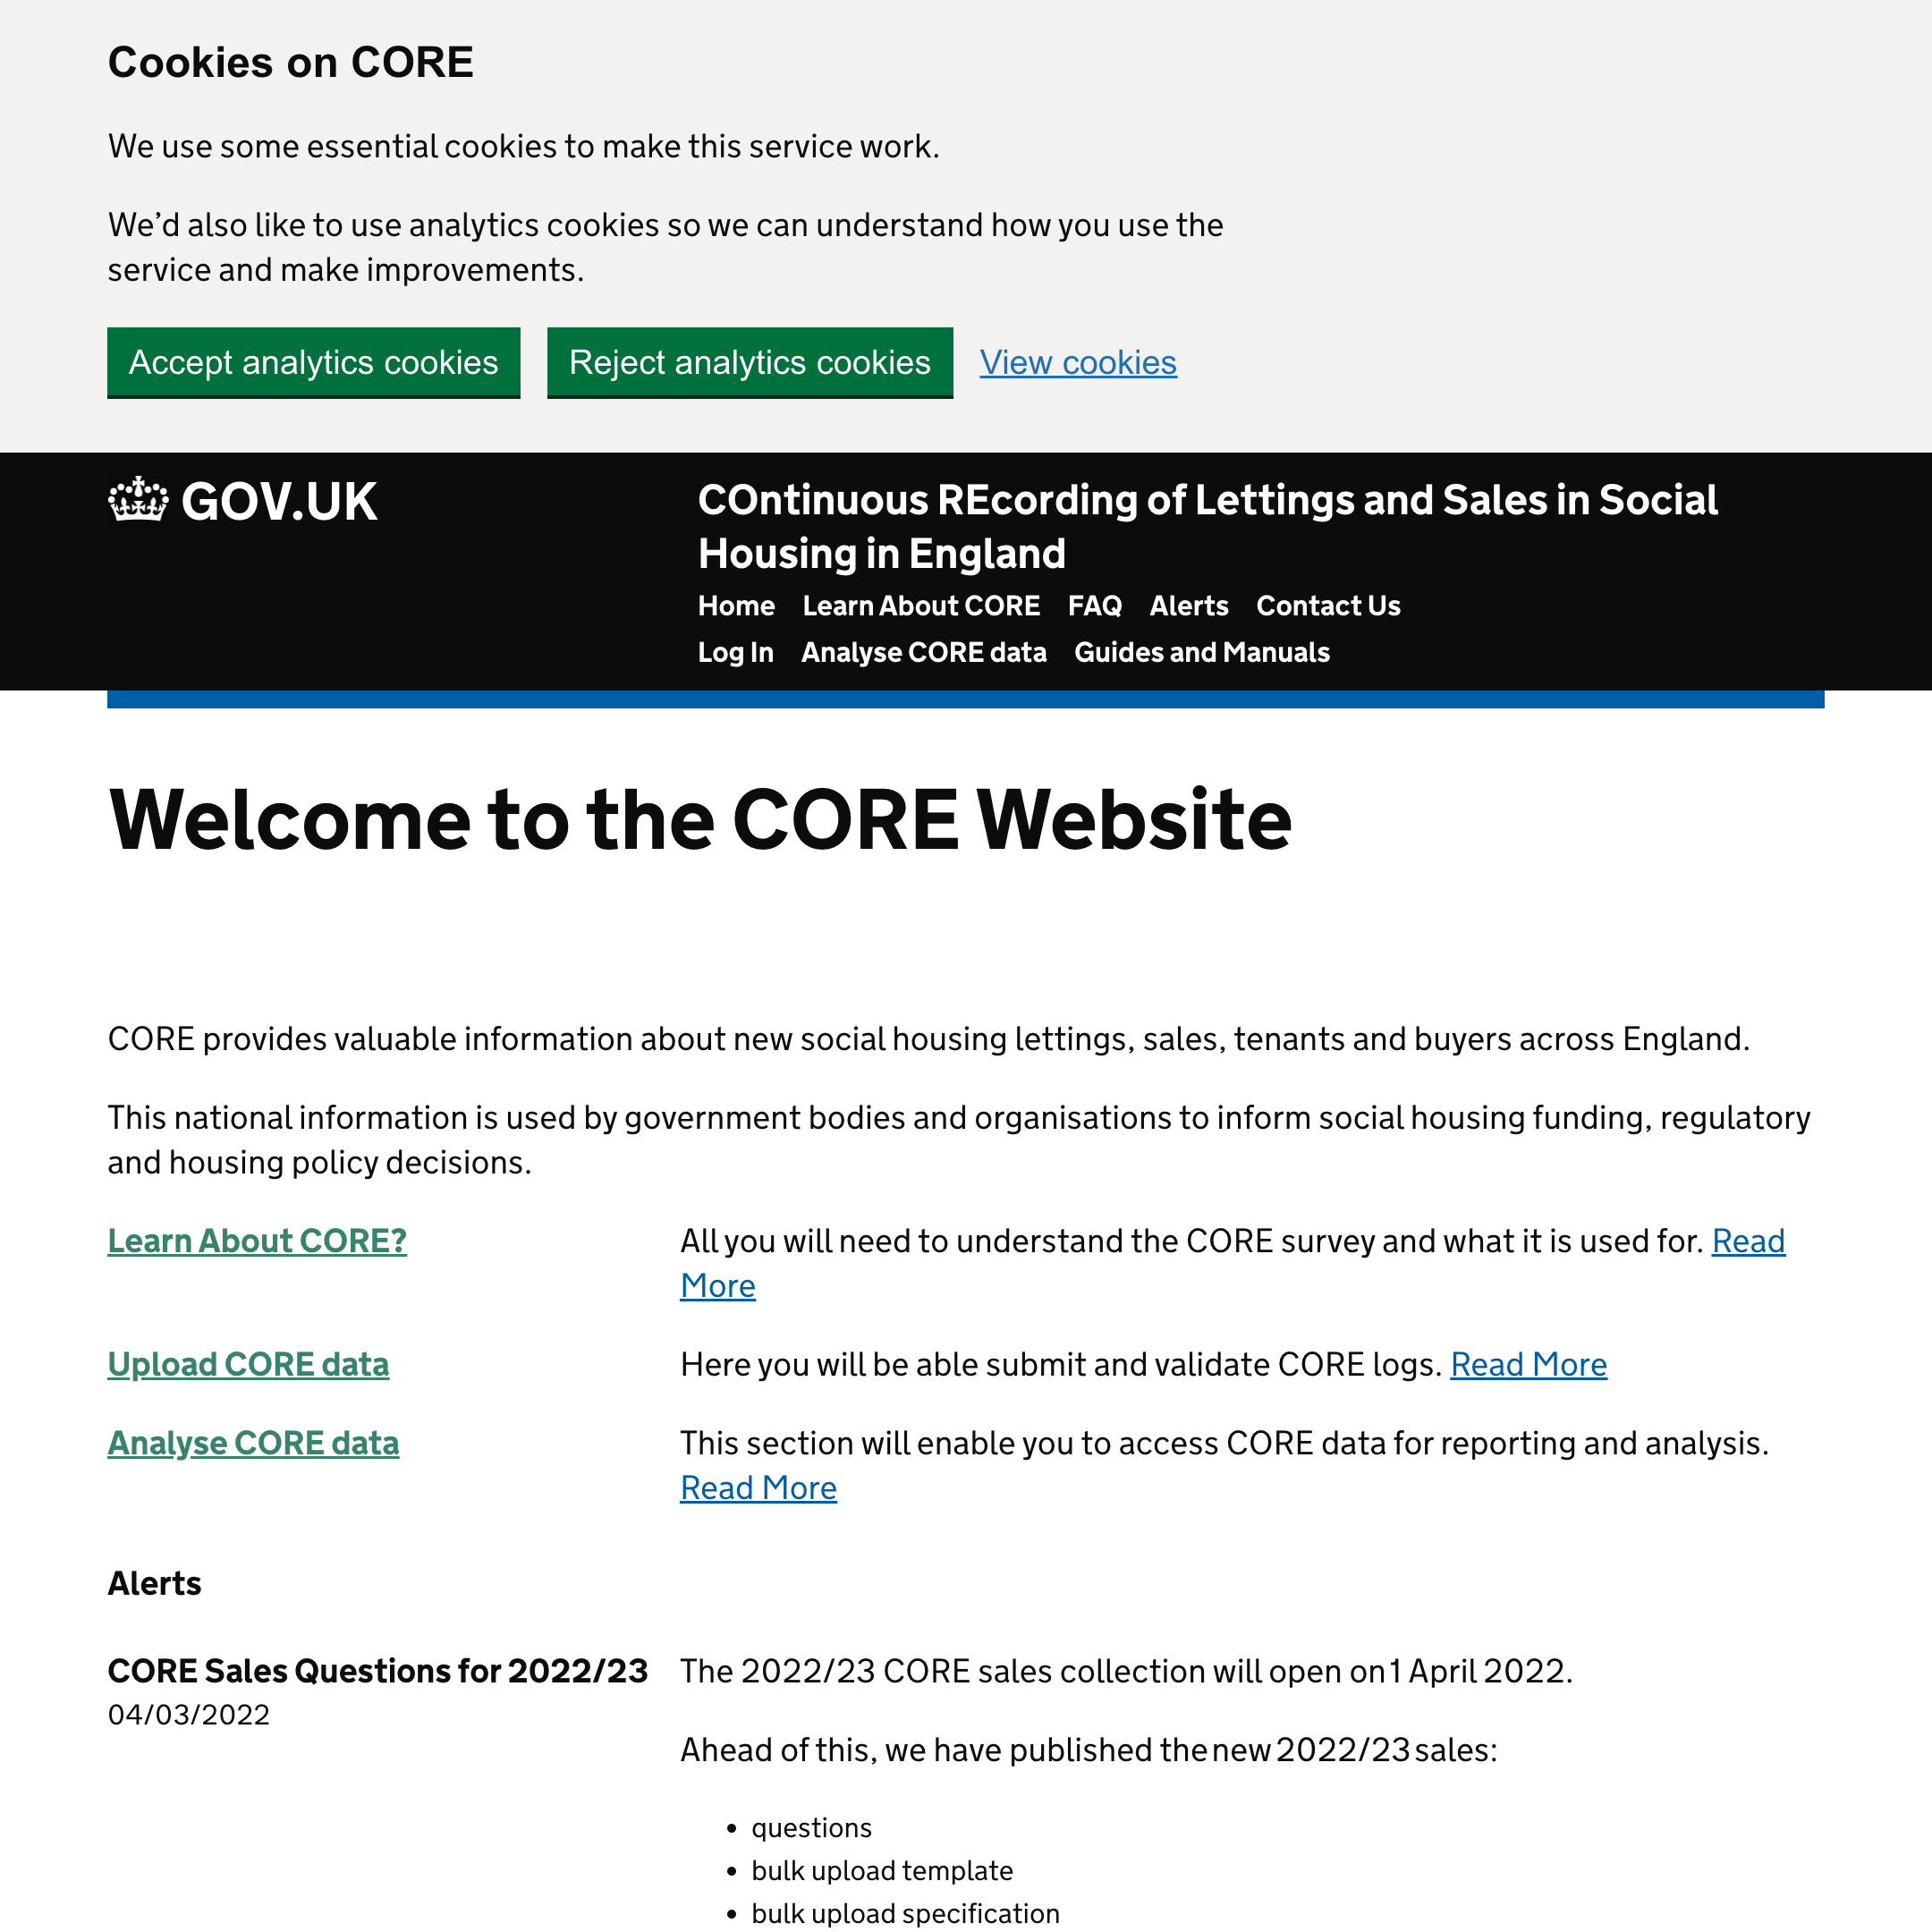 Cookies on CORE
We use some essential cookies to make this service work.
We’d also like to use analytics cookies so we can understand how you use the
service and make improvements.
Accept analytics cookies Reject analytics cookies View cookies
GOV.UK
COntinuous REcording of Lettings and Sales in Social
Housing in England
Home Learn About CORE FAQ Alerts Contact Us
Log In Analyse CORE data Guides and Manuals
Welcome to the CORE Website
CORE provides valuable information about new social housing lettings, sales, tenants and buyers across England.
This national information is used by government bodies and organisations to inform social housing funding, regulatory
and housing policy decisions.
Learn About CORE? All you will need to understand the CORE survey and what it is used for. Read
More
Upload CORE data Here you will be able submit and validate CORE logs. Read More
Analyse CORE data This section will enable you to access CORE data for reporting and analysis.
Read More
Alerts
CORE Sales Questions for 2022/23 The 2022/23 CORE sales collection will open on 1 April 2022.
04/03/2022
Ahead of this, we have published the new 2022/23 sales:
• questions
• bulk upload template
• bulk upload specification